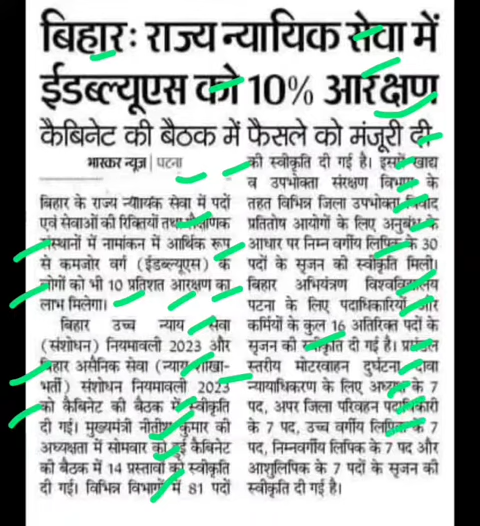 बिहार: राज्य न्यायिक सेवा में
ईडब्ल्यूएस को 10% आरक्षण
कैबिनेट की बैठक में फैसले को मंजूरी दी
भास्कर न्यूज | पटना
बिहार के राज्य न्यायिक सेवा में पदों
एवं सेवाओं की रिक्तियों तथा शैक्षणिक
संस्थानों में नामांकन में आर्थिक रूप
से कमजोर वर्ग (ईडब्ल्यूएस) के
लोगों को भी 10 प्रतिशत आरक्षण का
लाभ मिलेगा।
बिहार उच्च न्याय सेवा
(संशोधन) नियमावली 2023 और
बिहार असैनिक सेवा (न्याय शाखा-
भर्ती) संशोधन नियमावली 2023
को कैबिनेट की बैठक में स्वीकृति
दी गई। मुख्यमंत्री नीतीश कुमार की
अध्यक्षता में सोमवार को हुई कैबिनेट
की बैठक में 14 प्रस्तावों को स्वीकृति
दी गई। विभिन्न विभागों में 81 पदों
की स्वीकृति दी गई है। इसमें खाद्य
व उपभोक्ता संरक्षण विभाग के
तहत विभिन्न जिला उपभोक्ता विवाद
प्रतितोष आयोगों के लिए अनुबंध के
आधार पर निम्न वर्गीय लिपिक के 30
पदों के सृजन की स्वीकृति मिली।
बिहार अभियंत्रण विश्वविद्यालय
पटना के लिए पदाधिकारियों और
कर्मियों के कुल 16 अतिरिक्त पदों के
सृजन की स्वीकृति दी गई है। प्रमंडल
स्तरीय मोटरवाहन दुर्घटना दावा
न्यायाधिकरण के लिए अध्यक्ष के 7
पद, अपर जिला परिवहन पदाधिकारी
के 7 पद, उच्च वर्गीय लिपिक के 7
पद, निम्नवर्गीय लिपिक के 7 पद और
आशुलिपिक के 7 पदों के सृजन की
स्वीकृति दी गई है।